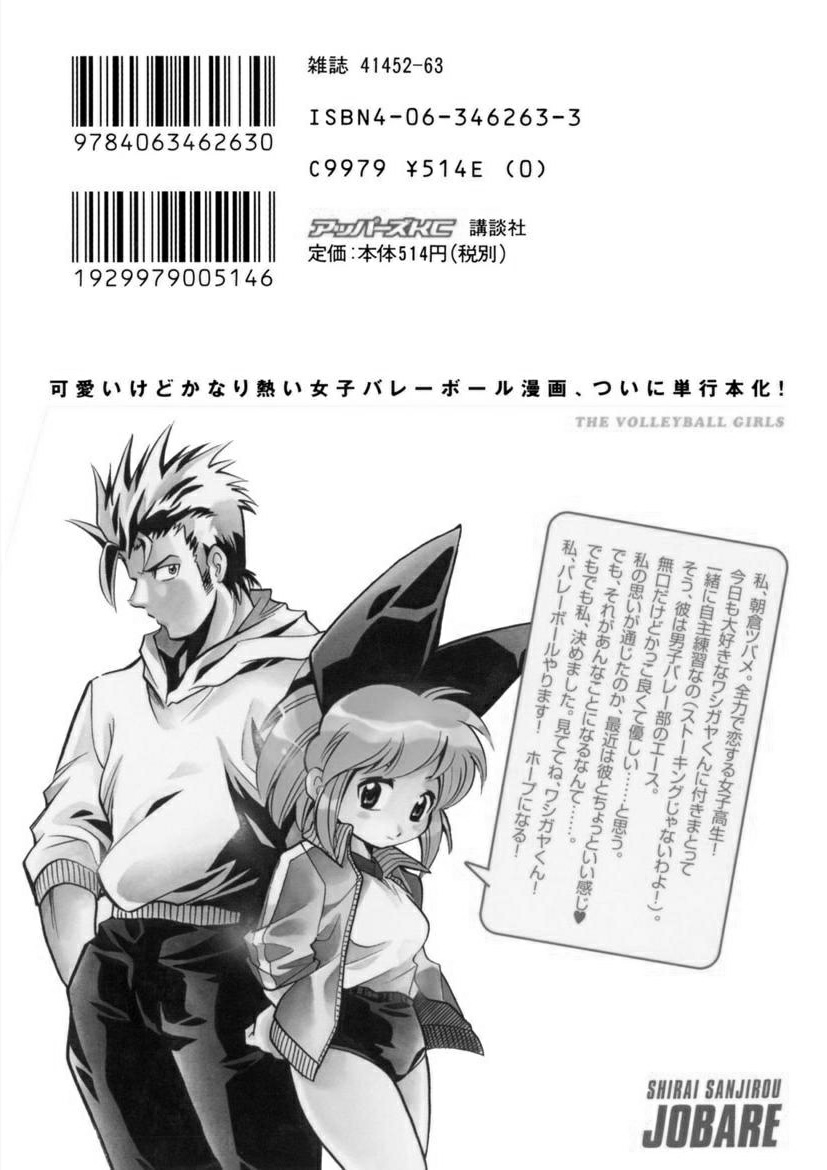 雑誌 41452-63
ISBN4-06-346263-3
C9979 ¥514E (0)
9784063462630
アッパーズKC 講談社
定価:本体514円(税別)
1929979005146
可愛いけどかなり熱い女子バレーボール漫画、ついに単行本化!
THE VOLLEYBALL GIRLS
私、朝倉ツバメ。全力で恋する女子高生!
今日も大好きなワシガヤくんに付きまとって
一緒に自主練習なの(ストーキングじゃないわよ!)。
そう、彼は男子バレー部のエース。
無口だけどかっこ良くて優しい……と思う。
私の思いが通じたのか、最近は彼とちょっといい感じ♥
でも、それがあんなことになるなんて……。
でもでも私、決めました。見ててね、ワシガヤくん!
私、バレーボールやります! ホープになる!
SHIRAI SANJIROU
JOBARE